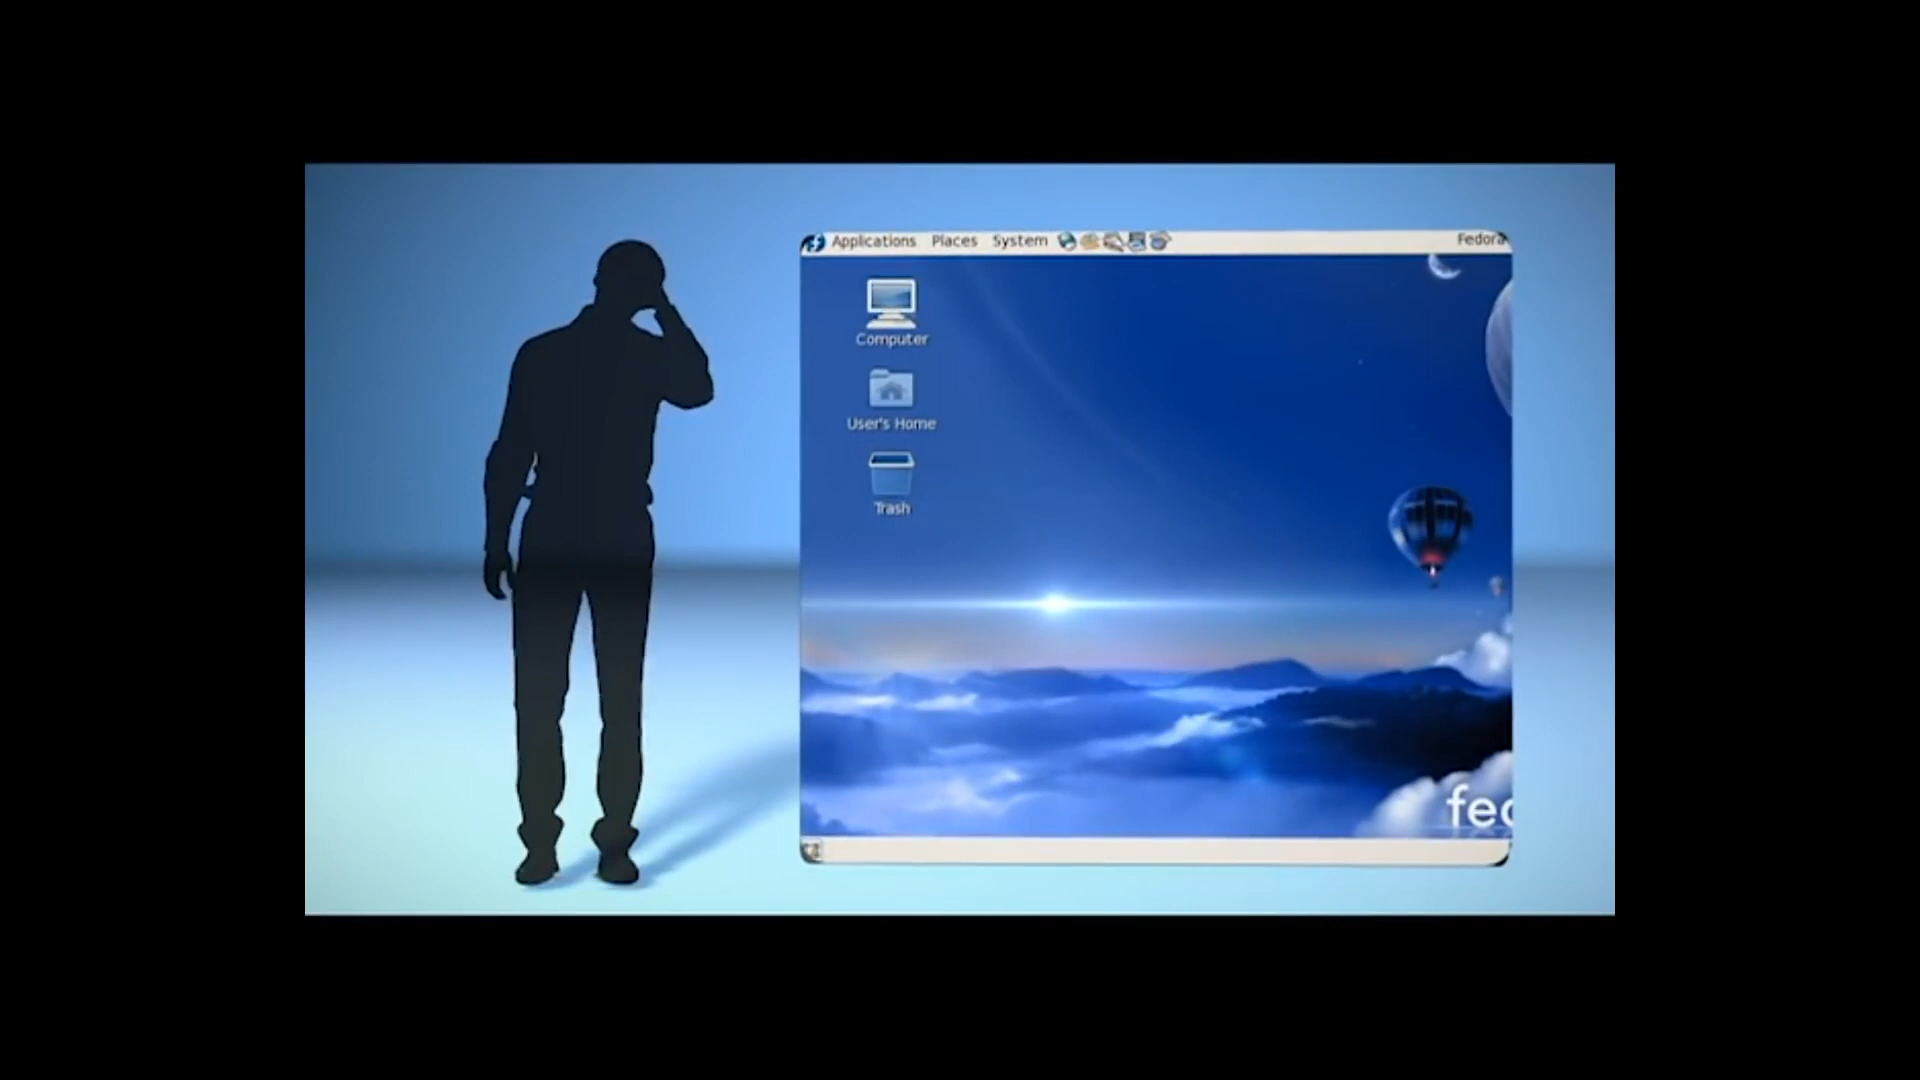 Applications Places System Fedora
Computer
User's Home
Trash
fed